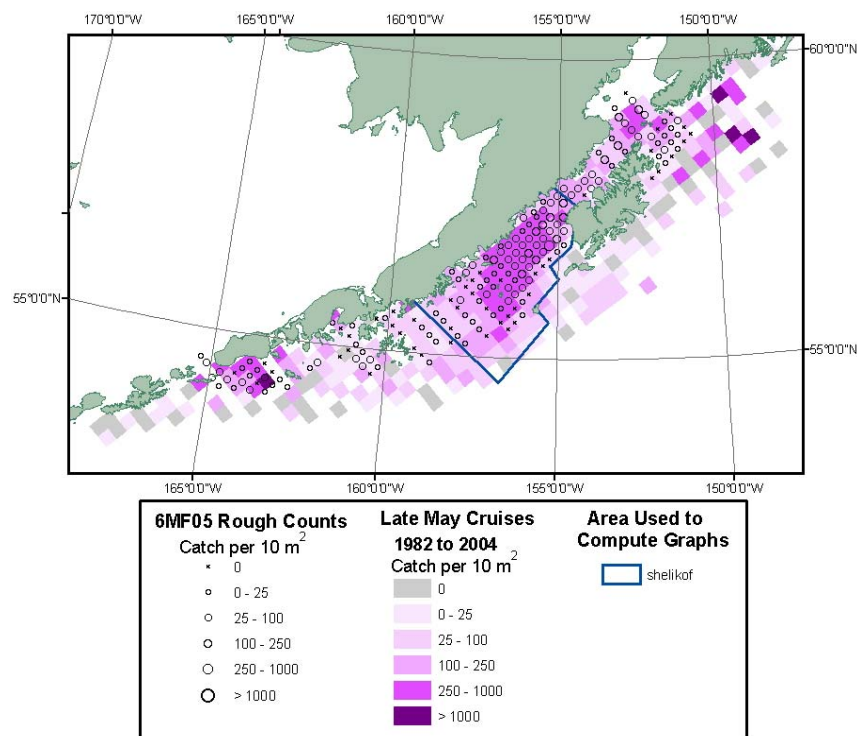 170°0'0"W 165°0'0"W 160°0'0"W 155°0'0"W 150°0'0"W
60°0'0"N
55°0'0"N
55°0'0"N
165°0'0"W 160°0'0"W 155°0'0"W 150°0'0"W
6MF05 Rough Counts
Catch per 10 m²
0
0 - 25
25 - 100
100 - 250
250 - 1000
> 1000
Late May Cruises
1982 to 2004
Catch per 10 m²
0
0 - 25
25 - 100
100 - 250
250 - 1000
> 1000
Area Used to
Compute Graphs
shelikof